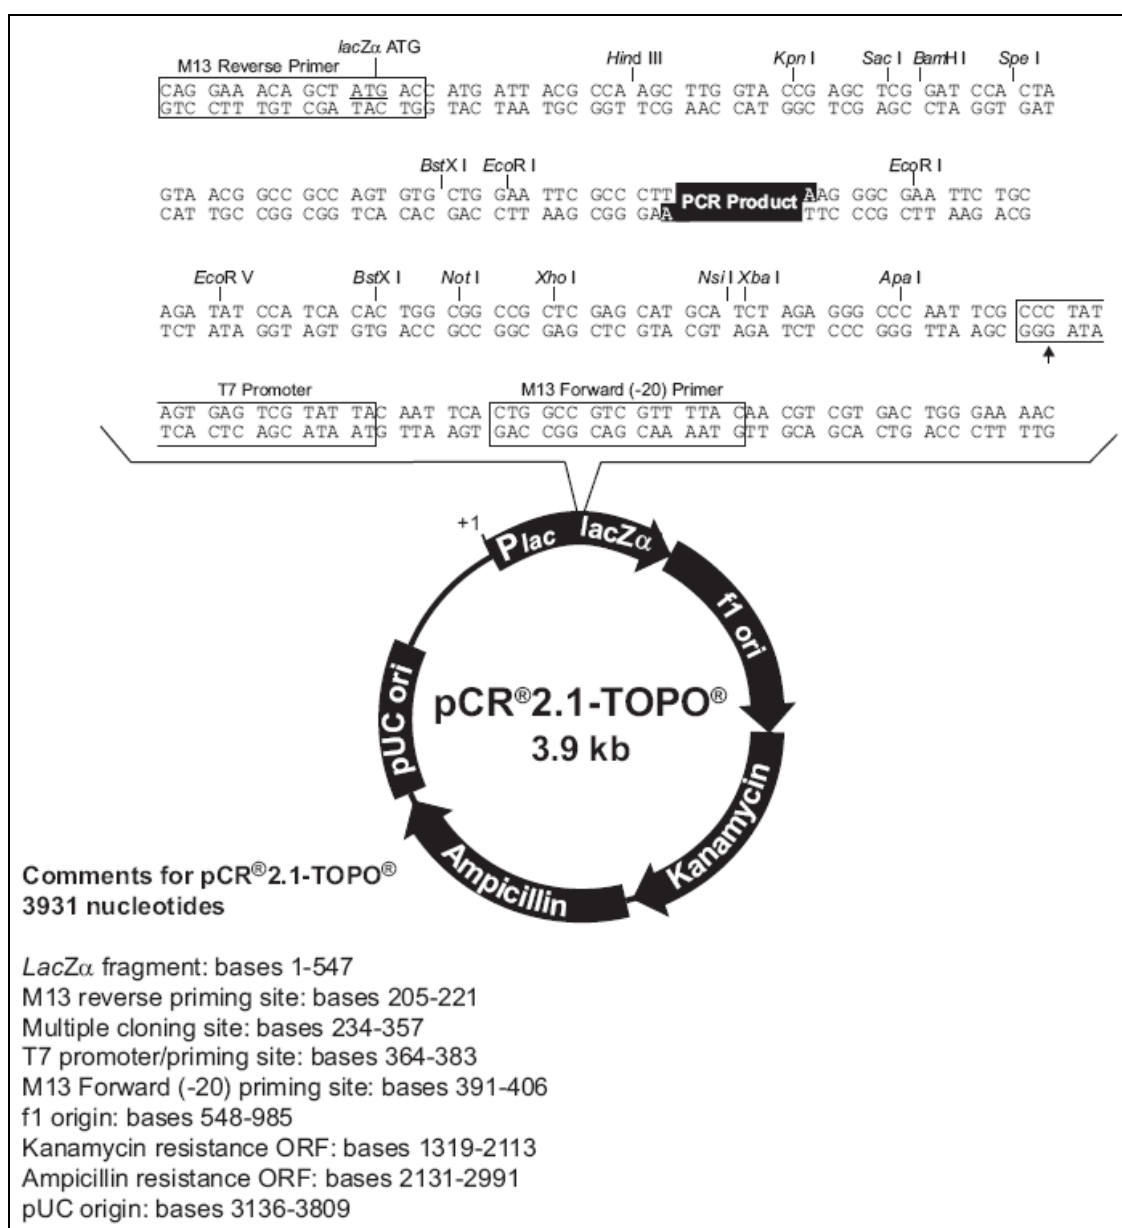 lacZα ATG
M13 Reverse Primer
Hind III Kpn I Sac I BamH I Spe I
CAG GAA ACA GCT ATG ACC ATG ATT ACG CCA AGC TTG GTA CCG AGC TCG GAT CCA CTA
GTC CTT TGT CGA TAC TGG TAC TAA TGC GGT TCG AAC CAT GGC TCG AGC CTA GGT GAT
BstX I EcoR I EcoR I
GTA ACG GCC GCC AGT GTG CTG GAA TTC GCC CTT PCR Product AAG GGC GAA TTC TGC
CAT TGC CGG CGG TCA CAC GAC CTT AAG CGG GAA TTC CCG CTT AAG ACG
EcoR V BstX I Not I Xho I Nsi I Xba I Apa I
AGA TAT CCA TCA CAC TGG CGG CCG CTC GAG CAT GCA TCT AGA GGG CCC AAT TCG CCC TAT
TCT ATA GGT AGT GTG ACC GCC GGC GAG CTC GTA CGT AGA TCT CCC GGG TTA AGC GGG ATA
T7 Promoter M13 Forward (-20) Primer
AGT GAG TCG TAT TAC AAT TCA CTG GCC GTC GTT TTA CAA CGT CGT GAC TGG GAA AAC
TCA CTC AGC ATA ATG TTA AGT GAC CGG CAG CAA AAT GTT GCA GCA CTG ACC CTT TTG
+1
Plac lacZα
f1 ori
pUC ori
pCR®2.1-TOPO®
3.9 kb
Kanamycin
Ampicillin
Comments for pCR®2.1-TOPO®
3931 nucleotides
LacZα fragment: bases 1-547
M13 reverse priming site: bases 205-221
Multiple cloning site: bases 234-357
T7 promoter/priming site: bases 364-383
M13 Forward (-20) priming site: bases 391-406
f1 origin: bases 548-985
Kanamycin resistance ORF: bases 1319-2113
Ampicillin resistance ORF: bases 2131-2991
pUC origin: bases 3136-3809